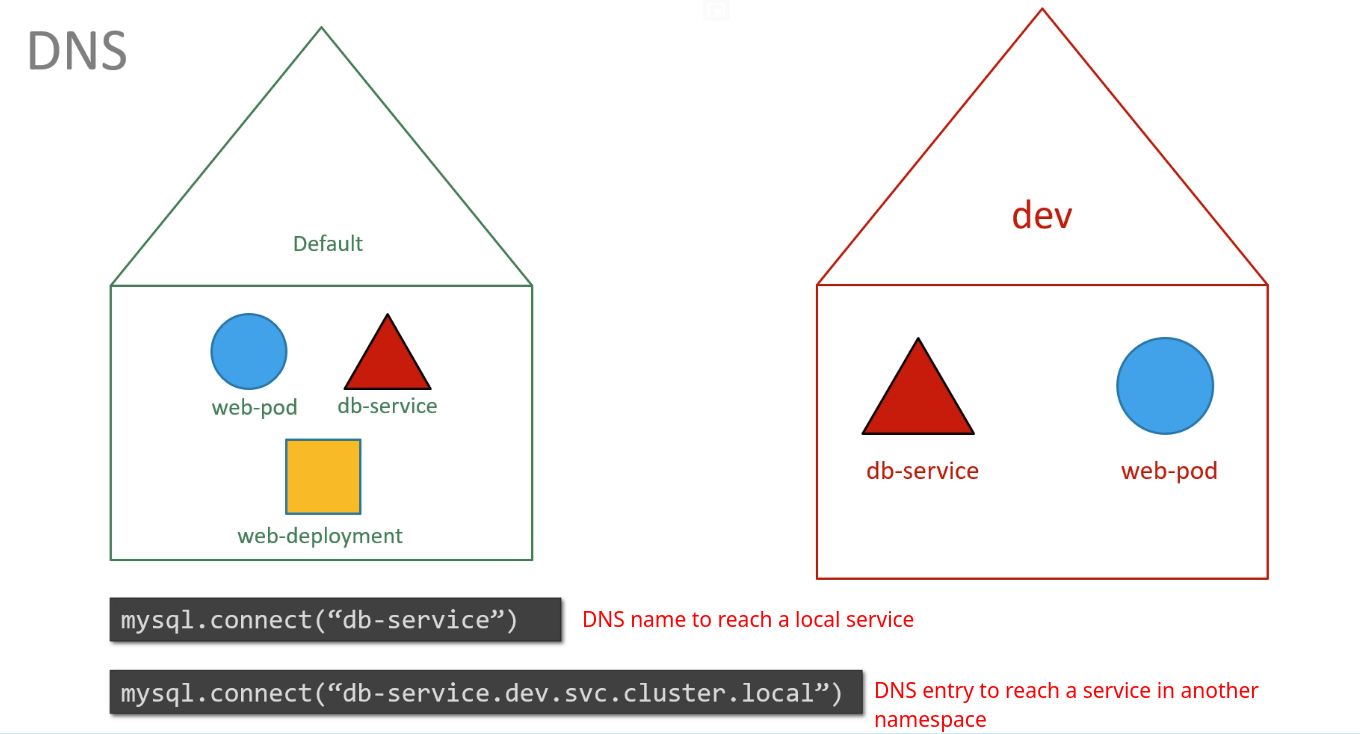 DNS
Default
dev
web-pod
db-service
web-deployment
db-service
web-pod
mysql.connect(“db-service”)
DNS name to reach a local service
mysql.connect(“db-service.dev.svc.cluster.local”)
DNS entry to reach a service in another
namespace